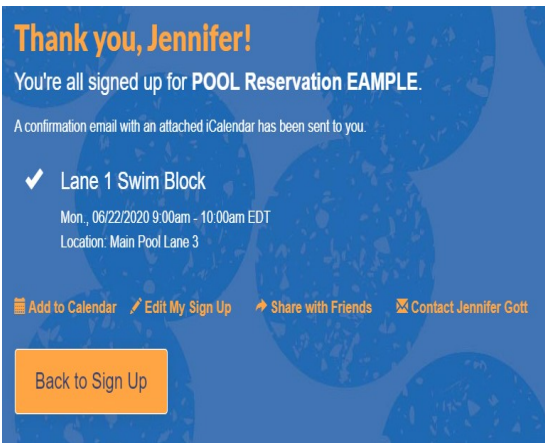 Thank you, Jennifer!
You're all signed up for POOL Reservation EAMPLE.
A confirmation email with an attached iCalendar has been sent to you.
Lane 1 Swim Block
Mon., 06/22/2020 9:00am - 10:00am EDT
Location: Main Pool Lane 3
Add to Calendar Edit My Sign Up Share with Friends Contact Jennifer Gott
Back to Sign Up